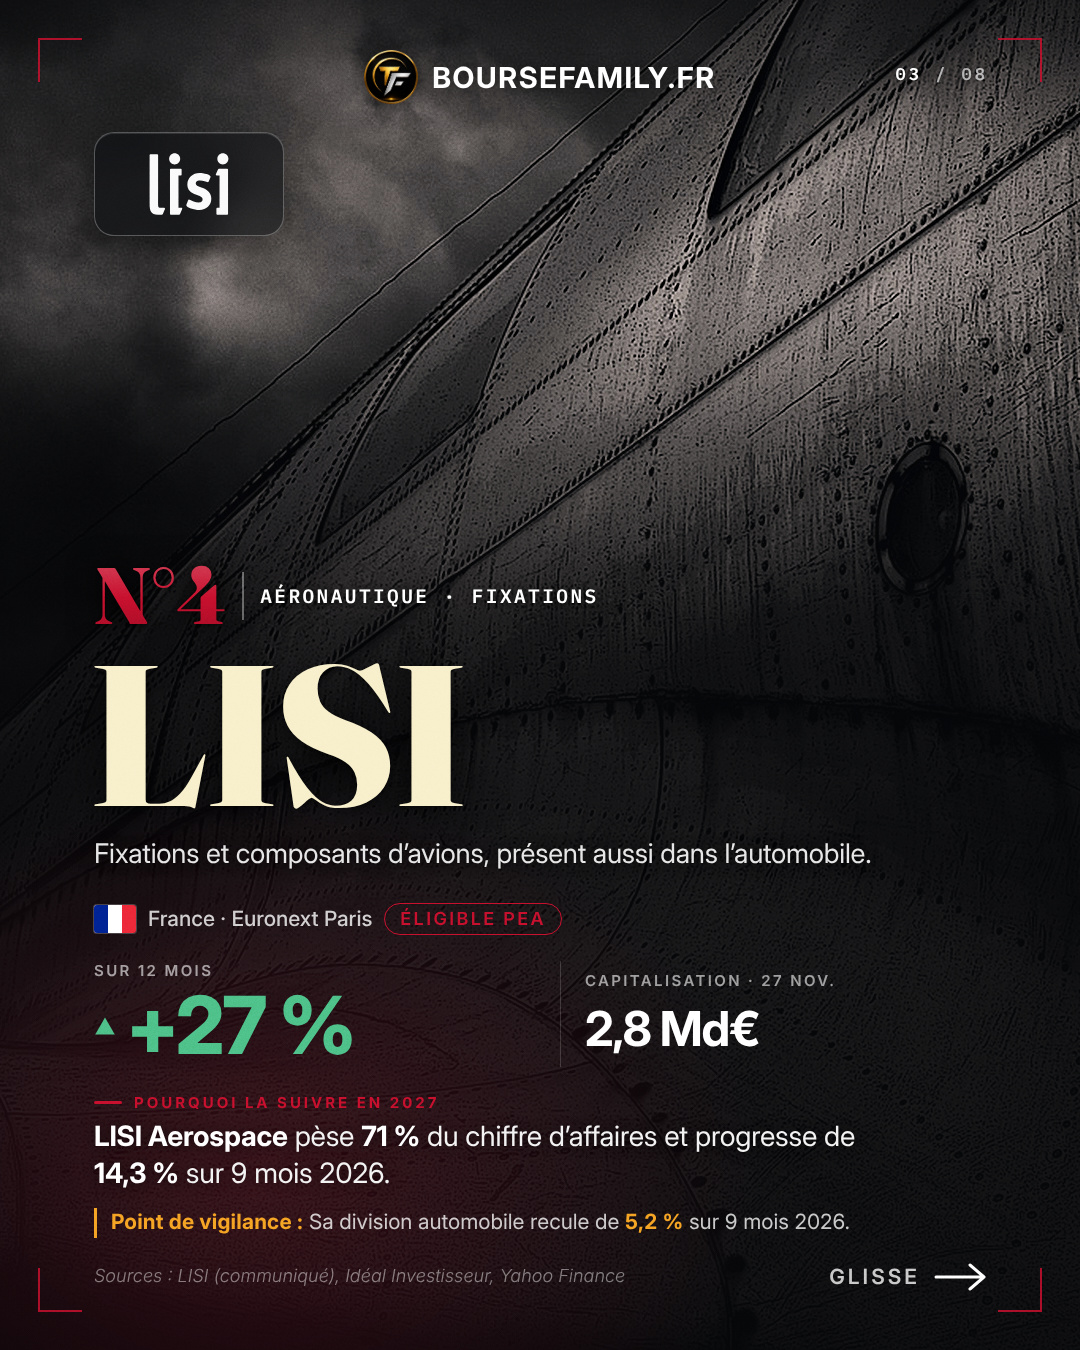 BOURSEFAMILY.FR
03 / 08
lisi
N°4
AÉRONAUTIQUE · FIXATIONS
LISI
Fixations et composants d’avions, présent aussi dans l’automobile.
France · Euronext Paris
ÉLIGIBLE PEA
SUR 12 MOIS
+27 %
CAPITALISATION · 27 NOV.
2,8 Md€
POURQUOI LA SUIVRE EN 2027
LISI Aerospace pèse 71 % du chiffre d’affaires et progresse de
14,3 % sur 9 mois 2026.
Point de vigilance : Sa division automobile recule de 5,2 % sur 9 mois 2026.
Sources : LISI (communiqué), Idéal Investisseur, Yahoo Finance
GLISSE